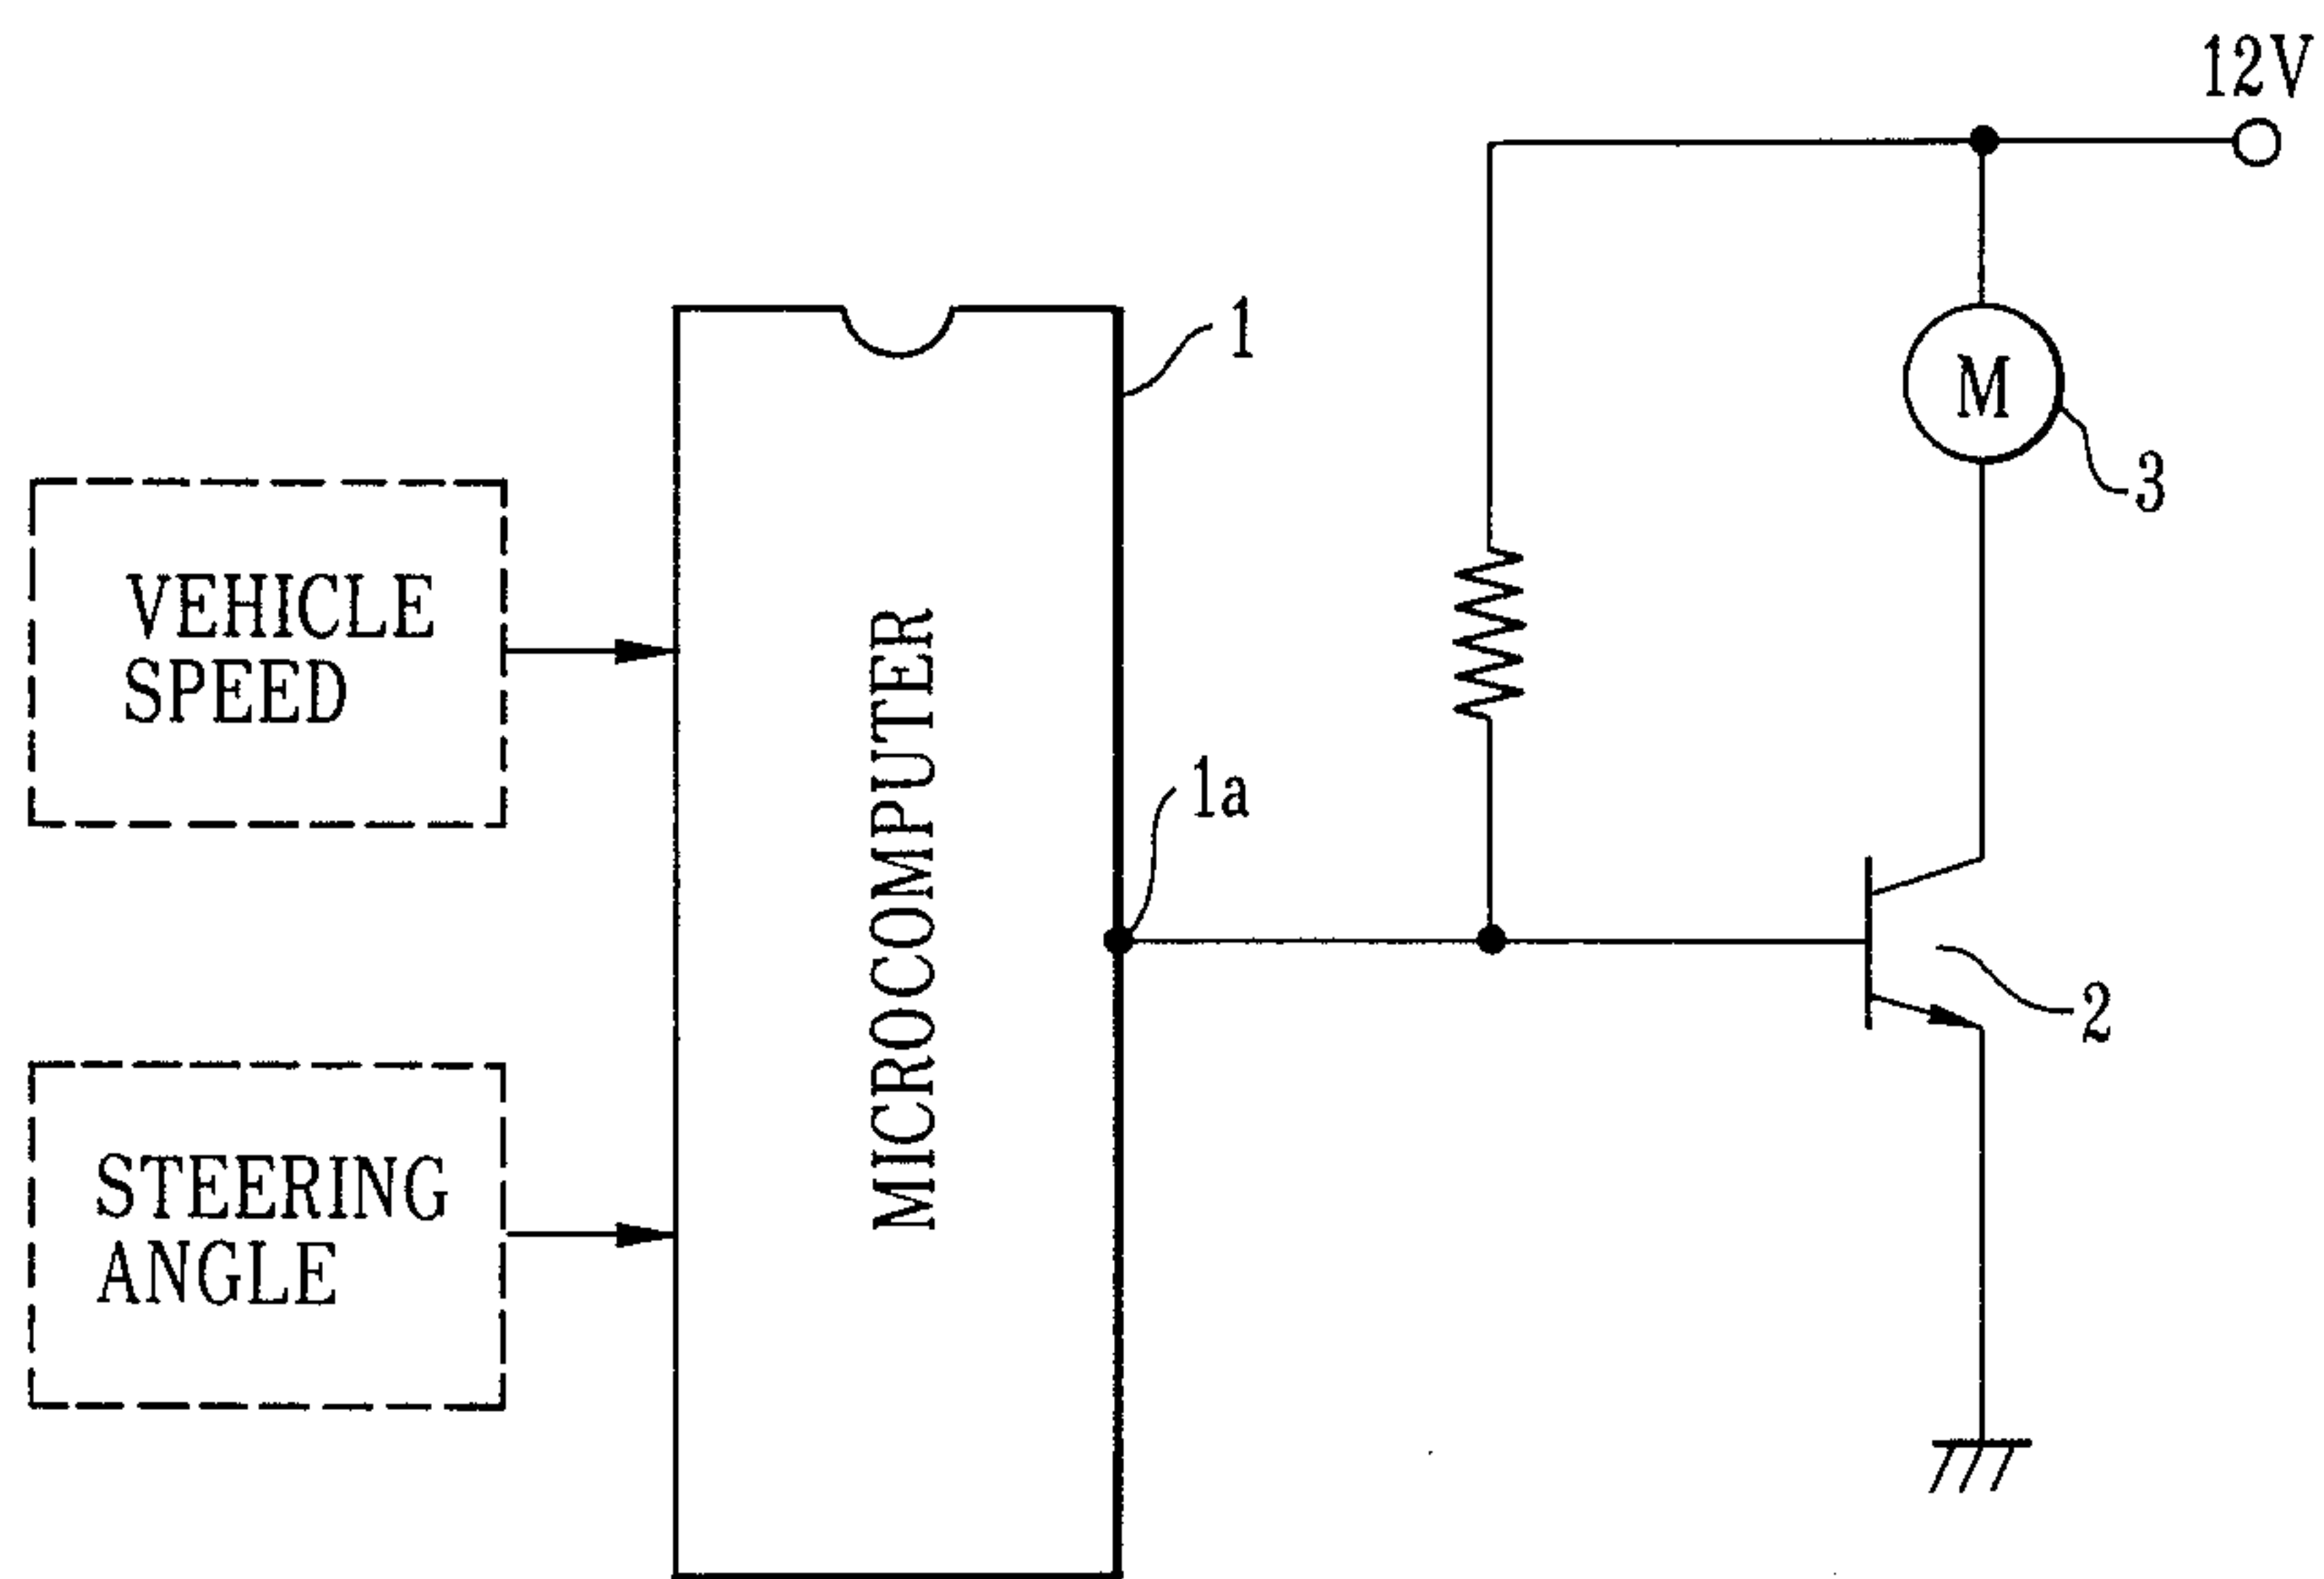 12V
1
M
3
VEHICLE
SPEED
MICROCOMPUTER
1a
2
STEERING
ANGLE